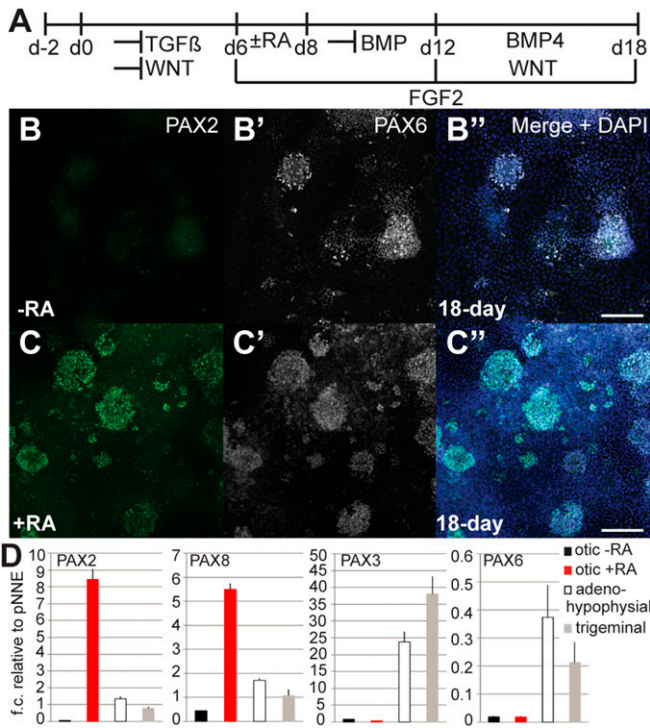 A
d-2 d0 TGFß d6 ±RA d8 BMP d12 BMP4 d18
WNT WNT
FGF2
B PAX2 B' PAX6 B'' Merge + DAPI
-RA 18-day
C C' C''
+RA 18-day
D
f.c. relative to pNNE
PAX2
10
9
8
7
6
5
4
3
2
1
0
PAX8
7
6
5
4
3
2
1
0
PAX3
50
45
40
35
30
25
20
15
10
5
0
PAX6
0.6
0.5
0.4
0.3
0.2
0.1
0
otic -RA
otic +RA
adeno-
hypophysial
trigeminal